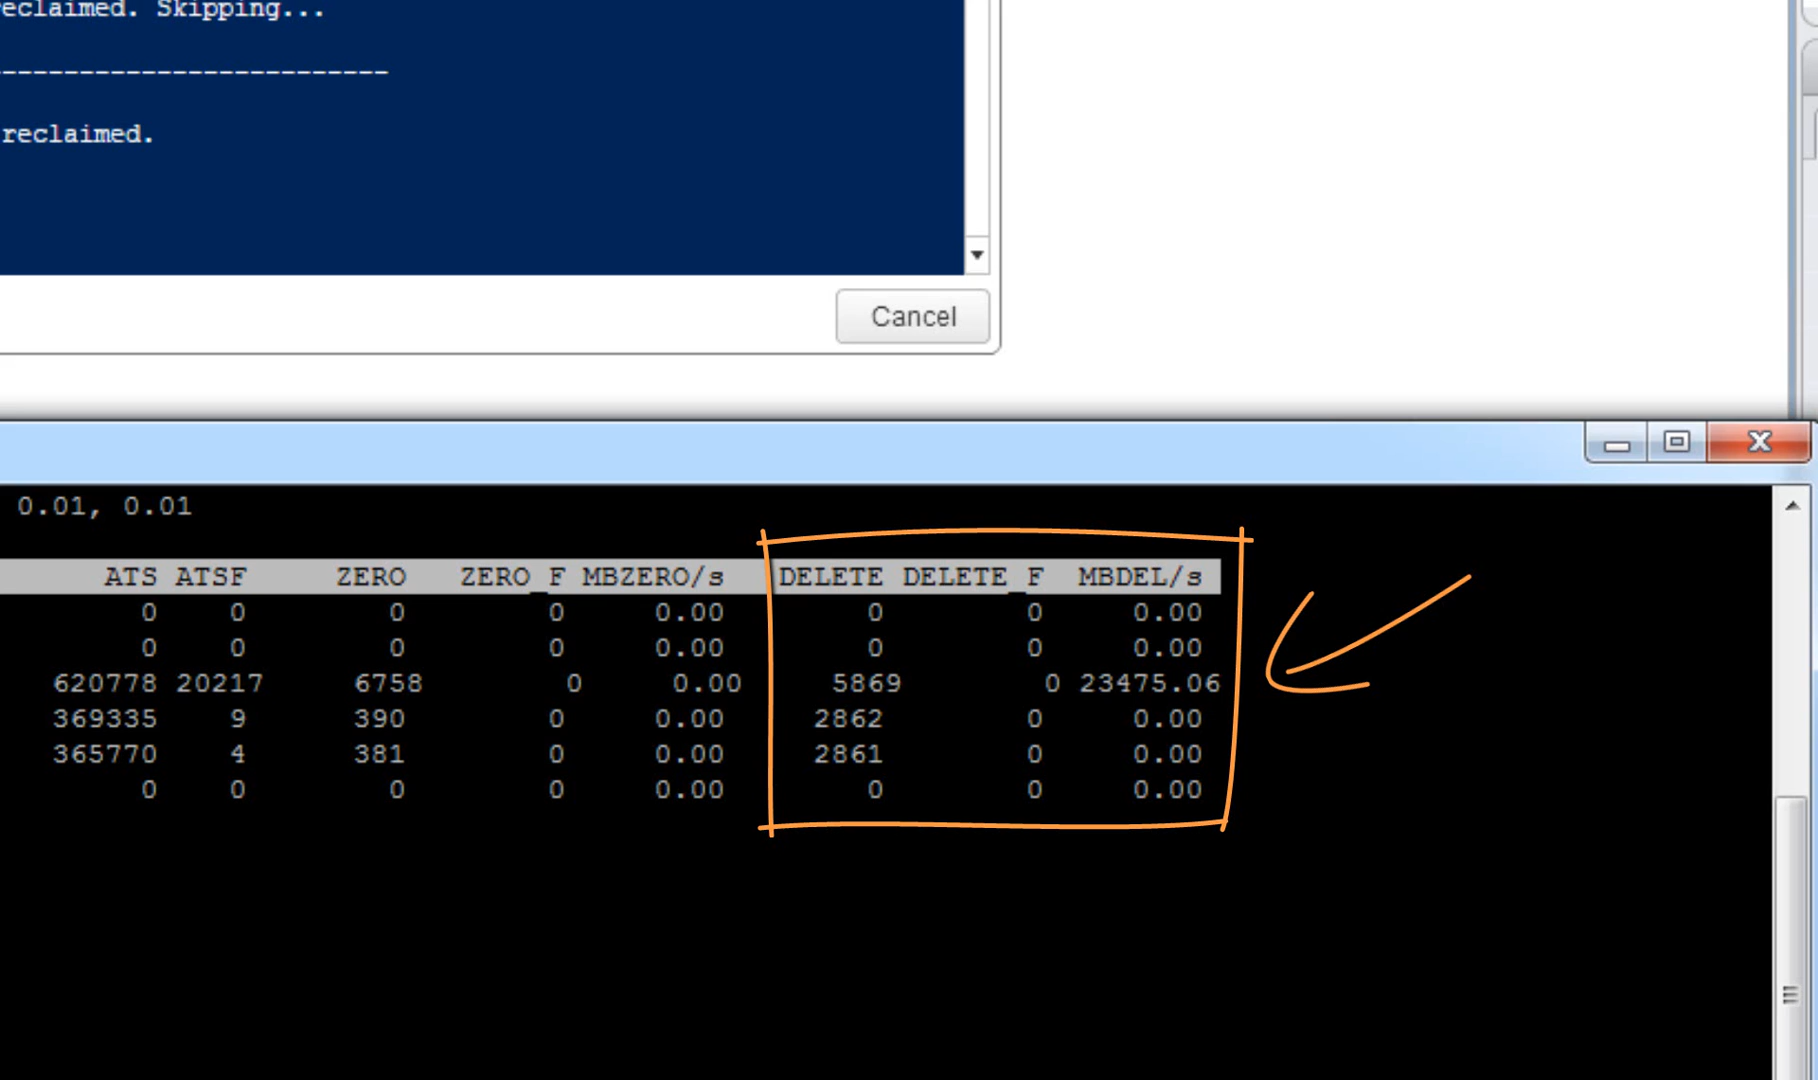 eclaimed. Skipping...
-------------------------
reclaimed.
Cancel
0.01, 0.01
ATS ATSF ZERO ZERO_F MBZERO/s DELETE DELETE_F MBDEL/s
0 0 0 0 0.00 0 0 0.00
0 0 0 0 0.00 0 0 0.00
620778 20217 6758 0 0.00 5869 0 23475.06
369335 9 390 0 0.00 2862 0 0.00
365770 4 381 0 0.00 2861 0 0.00
0 0 0 0 0.00 0 0 0.00